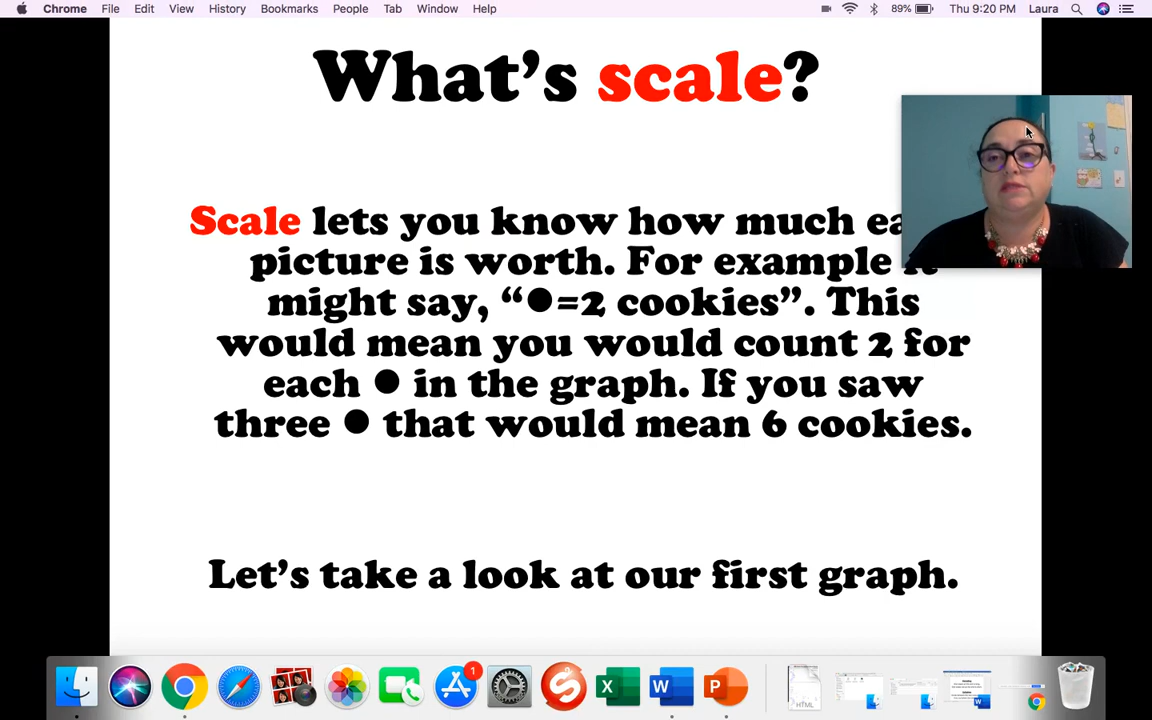 Chrome File Edit View History Bookmarks People Tab Window Help 89% Thu 9:20 PM Laura
What's scale?
Scale lets you know how much
picture is worth. For example
might say, “●=2 cookies”. This
would mean you would count 2 for
each ● in the graph. If you saw
three ● that would mean 6 cookies.
Let's take a look at our first graph.
1
X W P
HTML